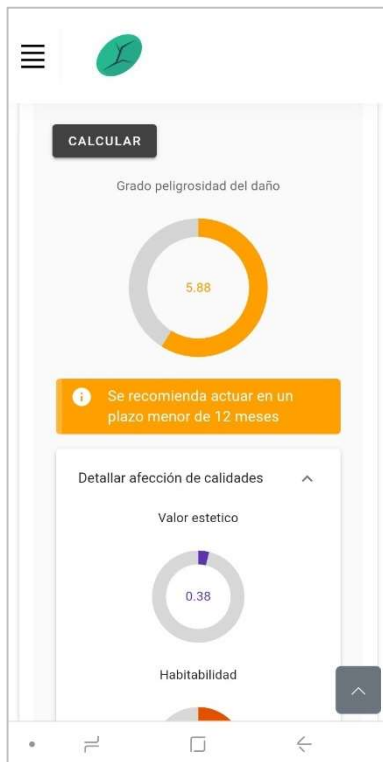 CALCULAR
Grado peligrosidad del daño
5.88
Se recomienda actuar en un
plazo menor de 12 meses
Detallar afección de calidades
Valor estetico
0.38
Habitabilidad